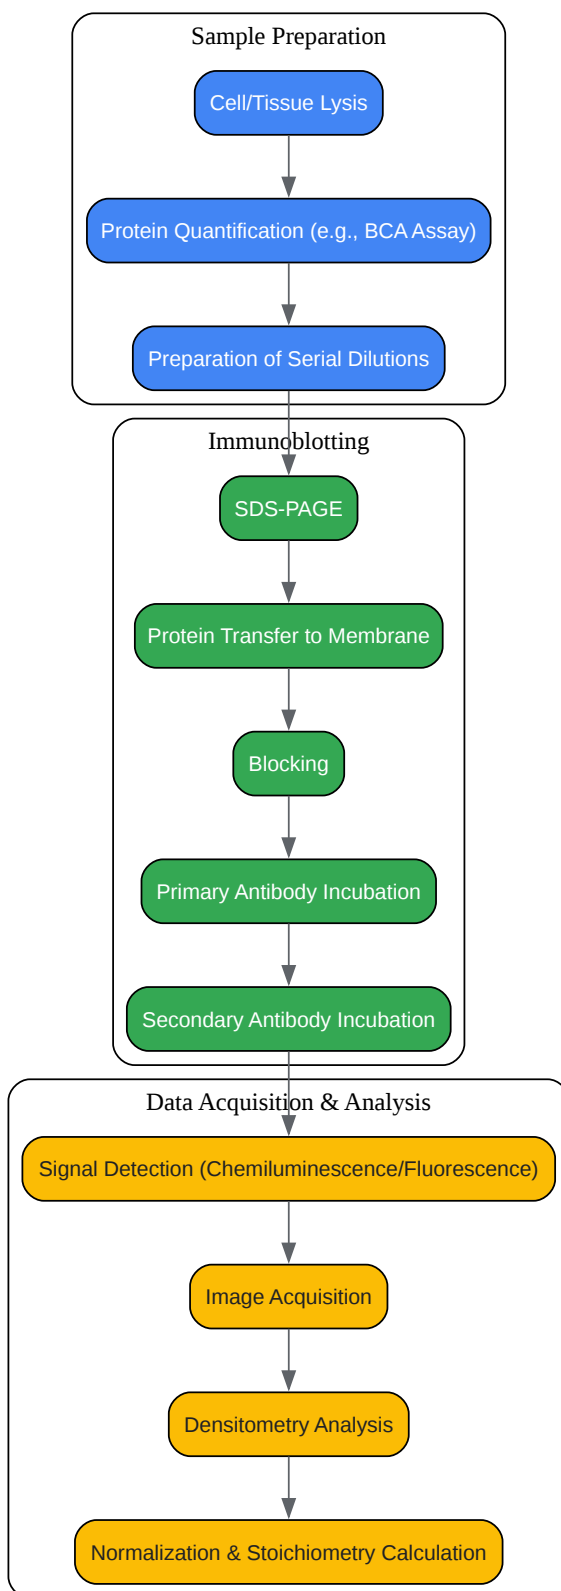 Sample Preparation
Cell/Tissue Lysis
Protein Quantification (e.g., BCA Assay)
Preparation of Serial Dilutions
Immunoblotting
SDS-PAGE
Protein Transfer to Membrane
Blocking
Primary Antibody Incubation
Secondary Antibody Incubation
Data Acquisition & Analysis
Signal Detection (Chemiluminescence/Fluorescence)
Image Acquisition
Densitometry Analysis
Normalization & Stoichiometry Calculation